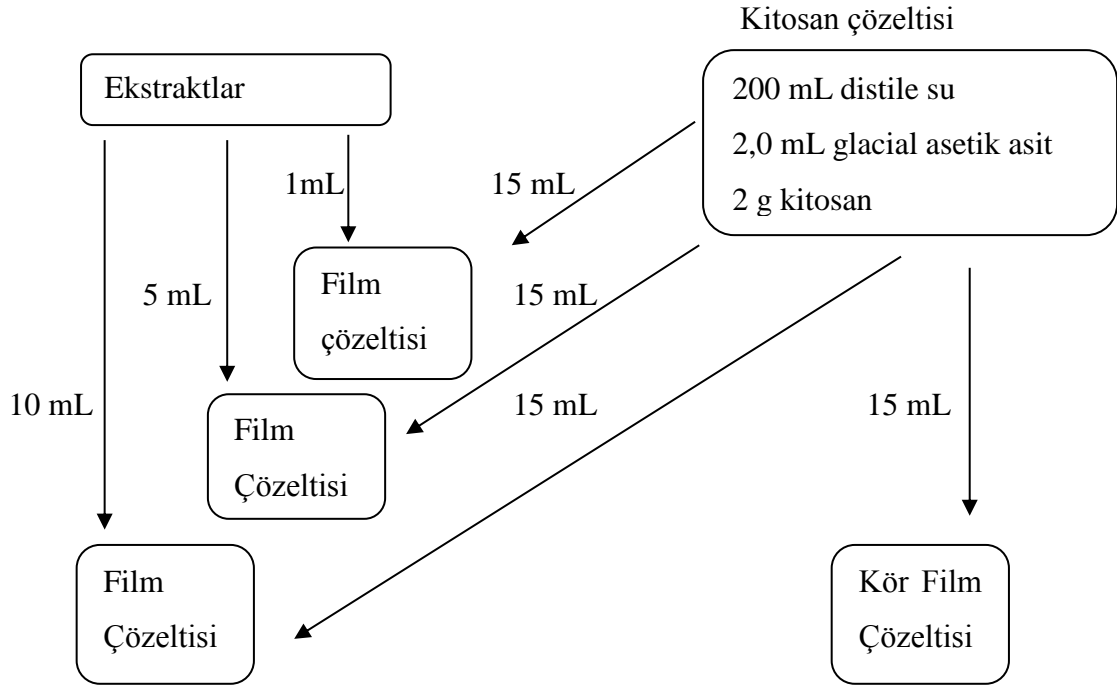 Kitosan çözeltisi
Ekstraktlar
200 mL distile su
2,0 mL glacial asetik asit
2 g kitosan
1mL
15 mL
5 mL
Film
çözeltisi
15 mL
10 mL
Film
Çözeltisi
15 mL
15 mL
Film
Çözeltisi
Kör Film
Çözeltisi